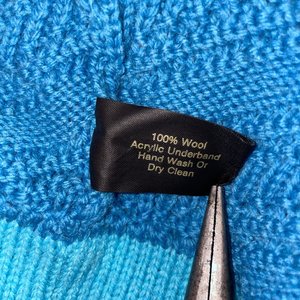 100% Wool
Acrylic Underband
Hand Wash Or
Dry Clean